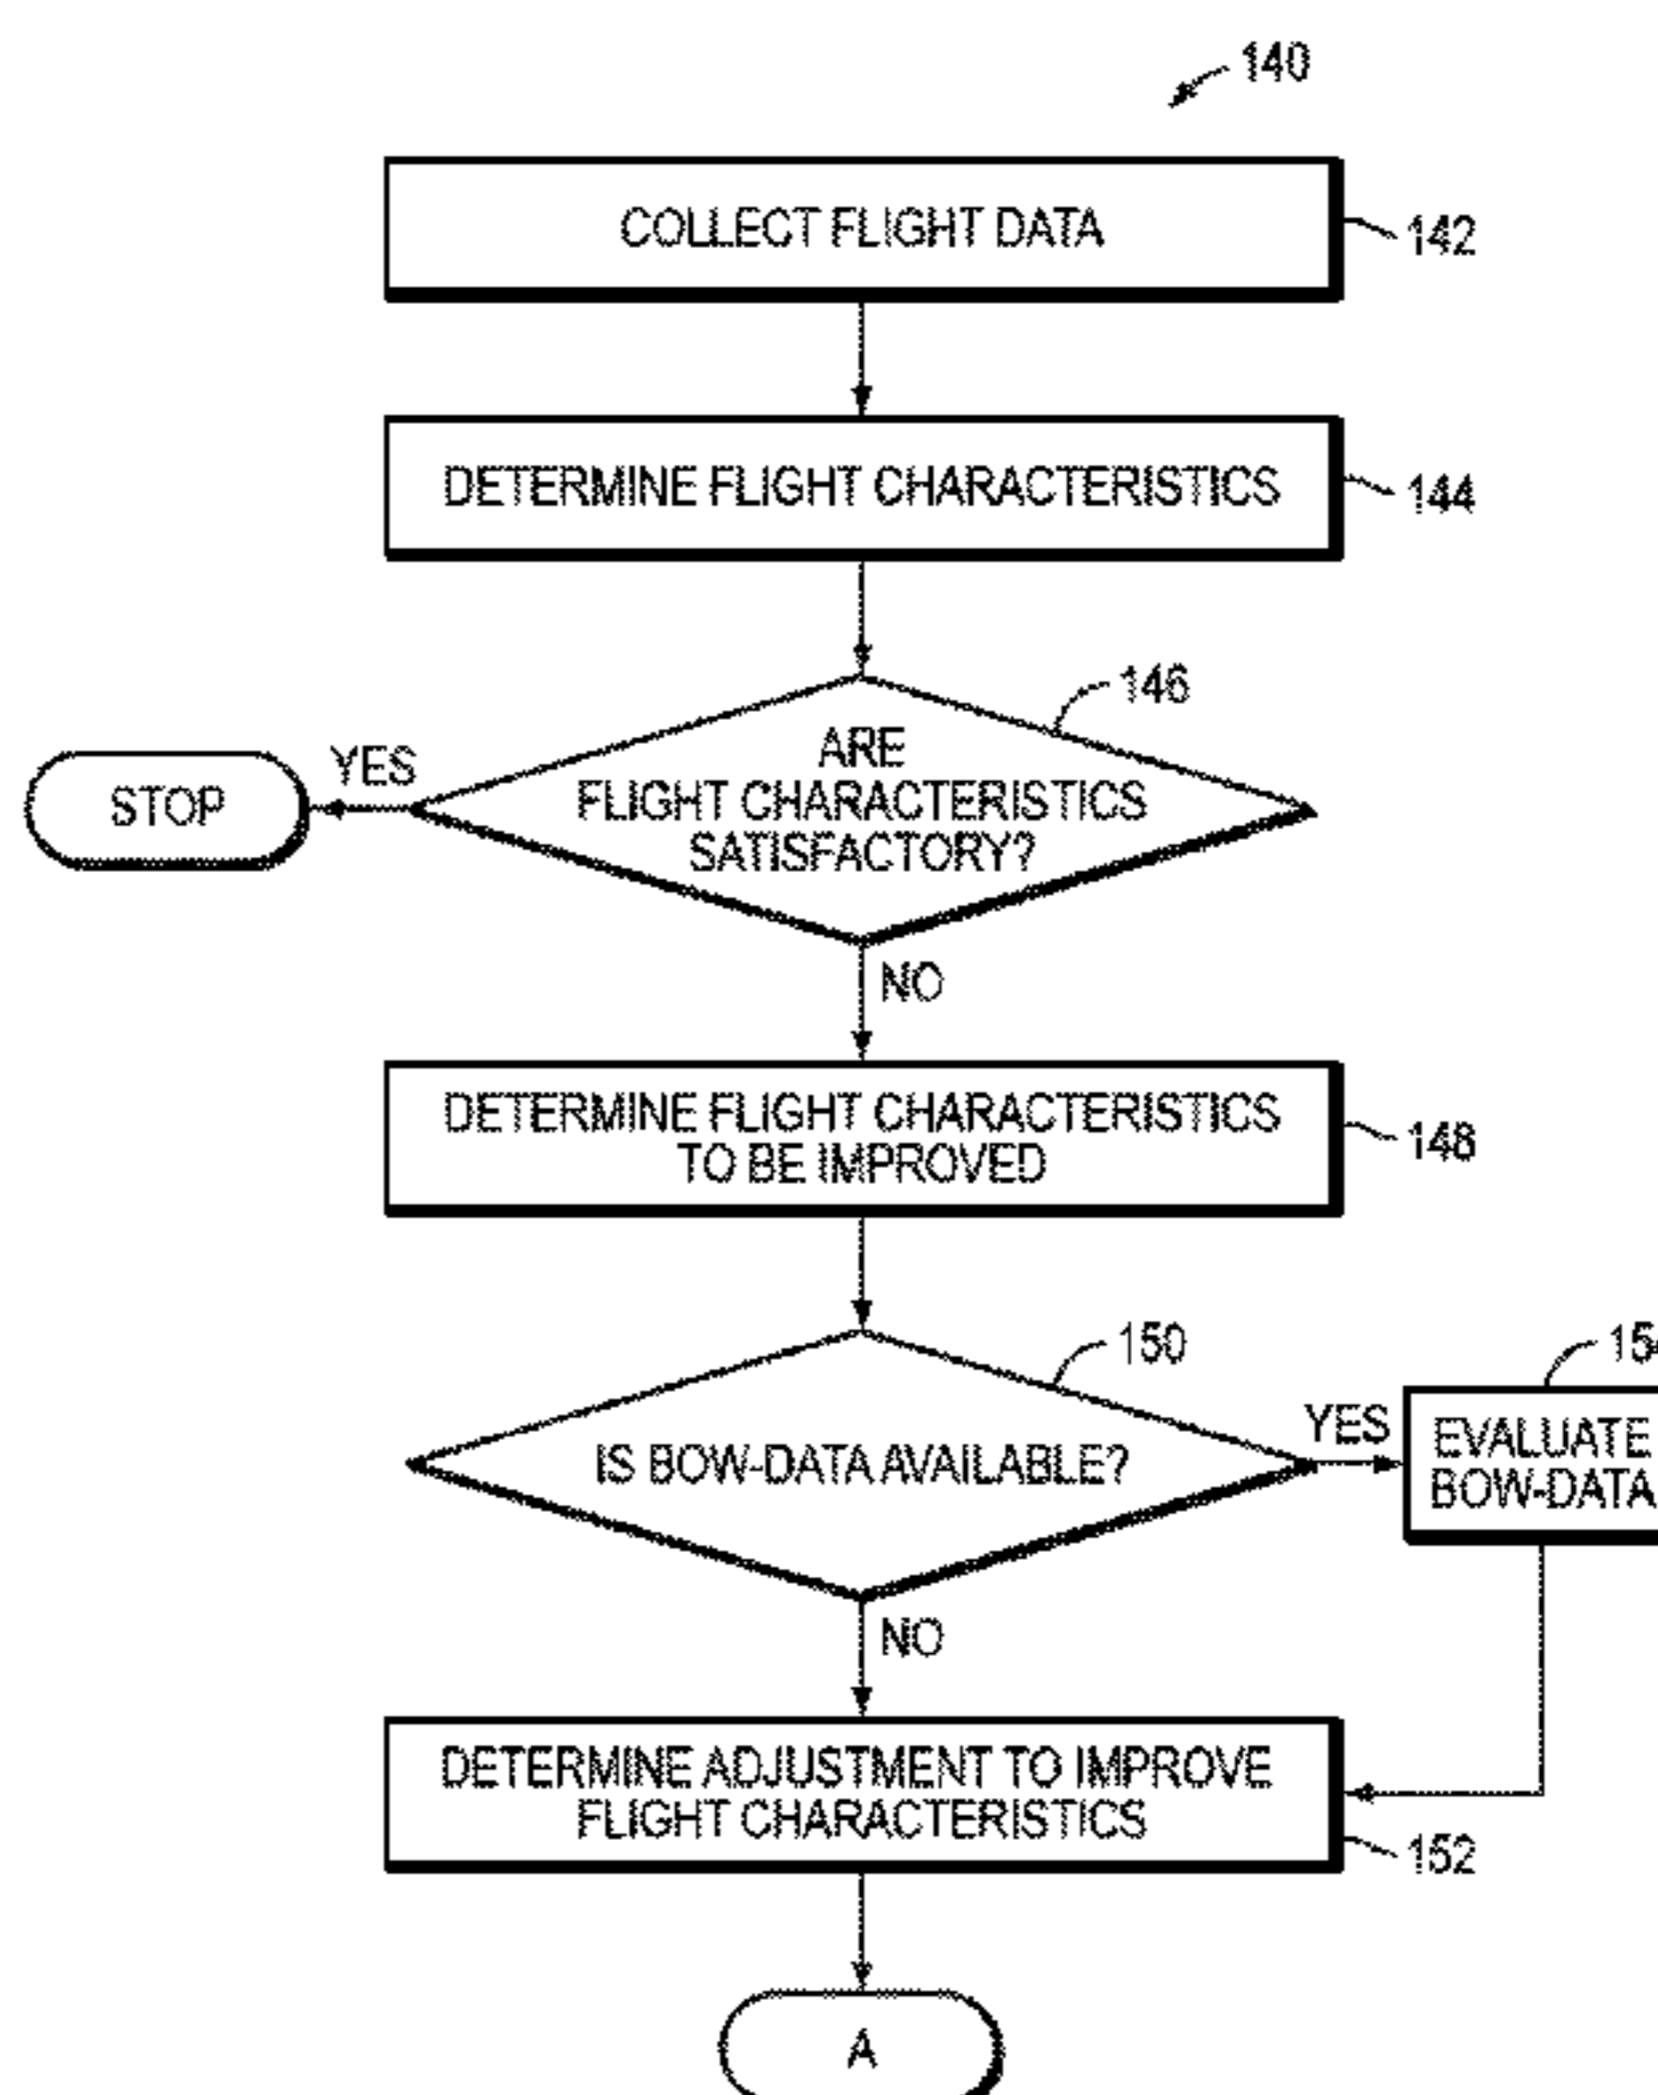 140
COLLECT FLIGHT DATA
142
DETERMINE FLIGHT CHARACTERISTICS
144
146
ARE
FLIGHT CHARACTERISTICS
SATISFACTORY?
YES
STOP
NO
DETERMINE FLIGHT CHARACTERISTICS
TO BE IMPROVED
148
150
IS BOW-DATA AVAILABLE?
YES
EVALUATE
BOW-DATA
NO
DETERMINE ADJUSTMENT TO IMPROVE
FLIGHT CHARACTERISTICS
152
A